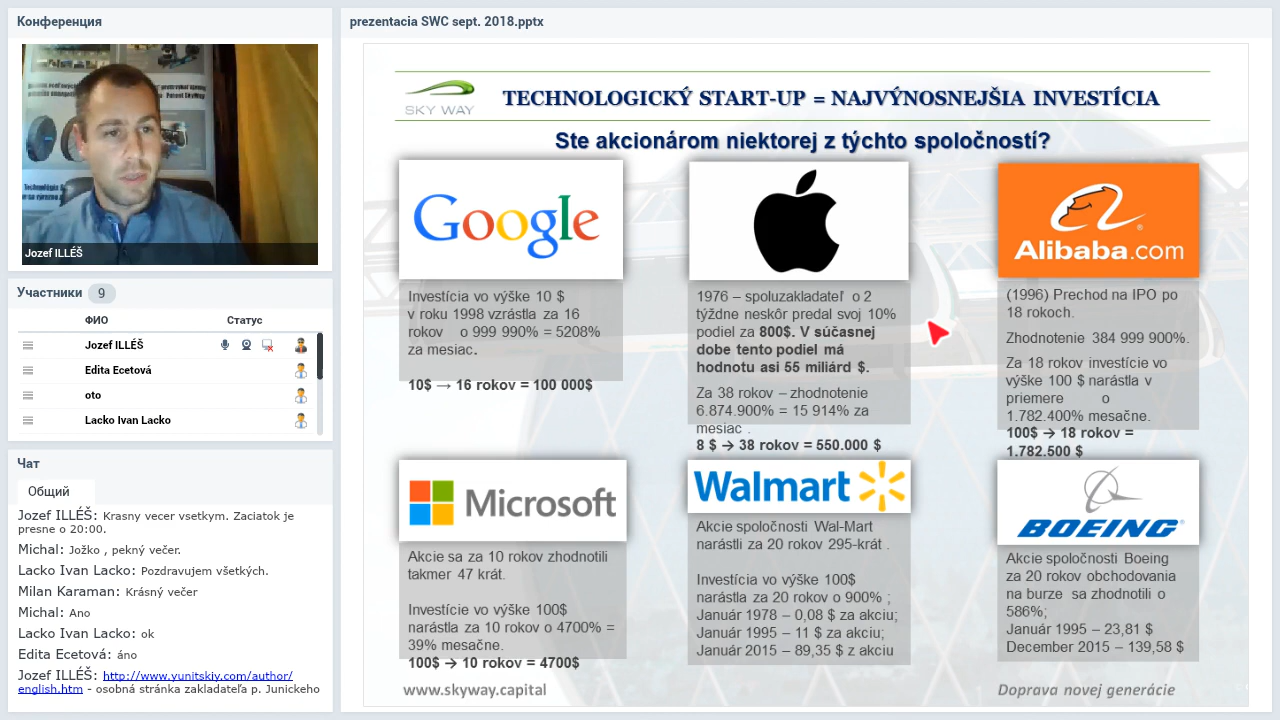 Конференция
Jozef ILLÉŠ
Участники 9
ФИО Статус
Jozef ILLÉŠ
Edita Ecetová
oto
Lacko Ivan Lacko
Чат
Общий
Jozef ILLÉŠ: Krasny vecer vsetkym. Zaciatok je
presne o 20:00.
Michal: Jožko , pekný večer.
Lacko Ivan Lacko: Pozdravujem všetkých.
Milan Karaman: Krásný večer
Michal: Ano
Lacko Ivan Lacko: ok
Edita Ecetová: áno
Jozef ILLÉŠ: http://www.yunitskiy.com/author/
english.htm - osobná stránka zakladateľa p. Junickeho
prezentacia SWC sept. 2018.pptx
SKY WAY
TECHNOLOGICKÝ START-UP = NAJVÝNOSNEJŠIA INVESTÍCIA
Ste akcionárom niektorej z týchto spoločností?
Google
Investícia vo výške 10 $
v roku 1998 vzrástla za 16
rokov o 999 990% = 5208%
za mesiac.
10$ → 16 rokov = 100 000$
1976 – spoluzakladateľ o 2
týždne neskôr predal svoj 10%
podiel za 800$. V súčasnej
dobe tento podiel má
hodnotu asi 55 miliárd $.
Za 38 rokov – zhodnotenie
6.874.900% = 15 914% za
mesiac .
8 $ → 38 rokov = 550.000 $
Alibaba.com
(1996) Prechod na IPO po
18 rokoch.
Zhodnotenie 384 999 900%.
Za 18 rokov investície vo
výške 100 $ narástla v
priemere o
1.782.400% mesačne.
100$ → 18 rokov =
1.782.500 $
Microsoft
Akcie sa za 10 rokov zhodnotili
takmer 47 krát.
Investície vo výške 100$
narástla za 10 rokov o 4700% =
39% mesačne.
100$ → 10 rokov = 4700$
Walmart
Akcie spoločnosti Wal-Mart
narástli za 20 rokov 295-krát .
Investícia vo výške 100$
narástla za 20 rokov o 900% ;
Január 1978 – 0,08 $ za akciu;
Január 1995 – 11 $ za akciu;
Január 2015 – 89,35 $ z akciu
BOEING
Akcie spoločnosti Boeing
za 20 rokov obchodovania
na burze sa zhodnotili o
586%;
Január 1995 – 23,81 $
December 2015 – 139,58 $
www.skyway.capital
Doprava novej generácie